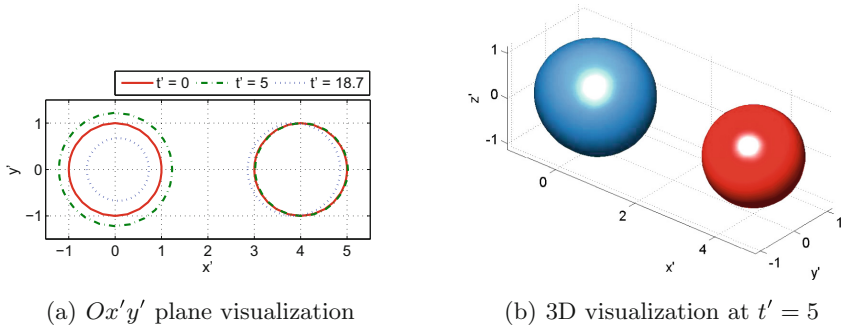 t' = 0 t' = 5 t' = 18.7
1
0
−1
y'
−1 0 1 2 3 4 5
x'
(a) Ox'y' plane visualization
1
0
-1
z'
0
2
4
x'
-1
0
1
y'
(b) 3D visualization at t' = 5